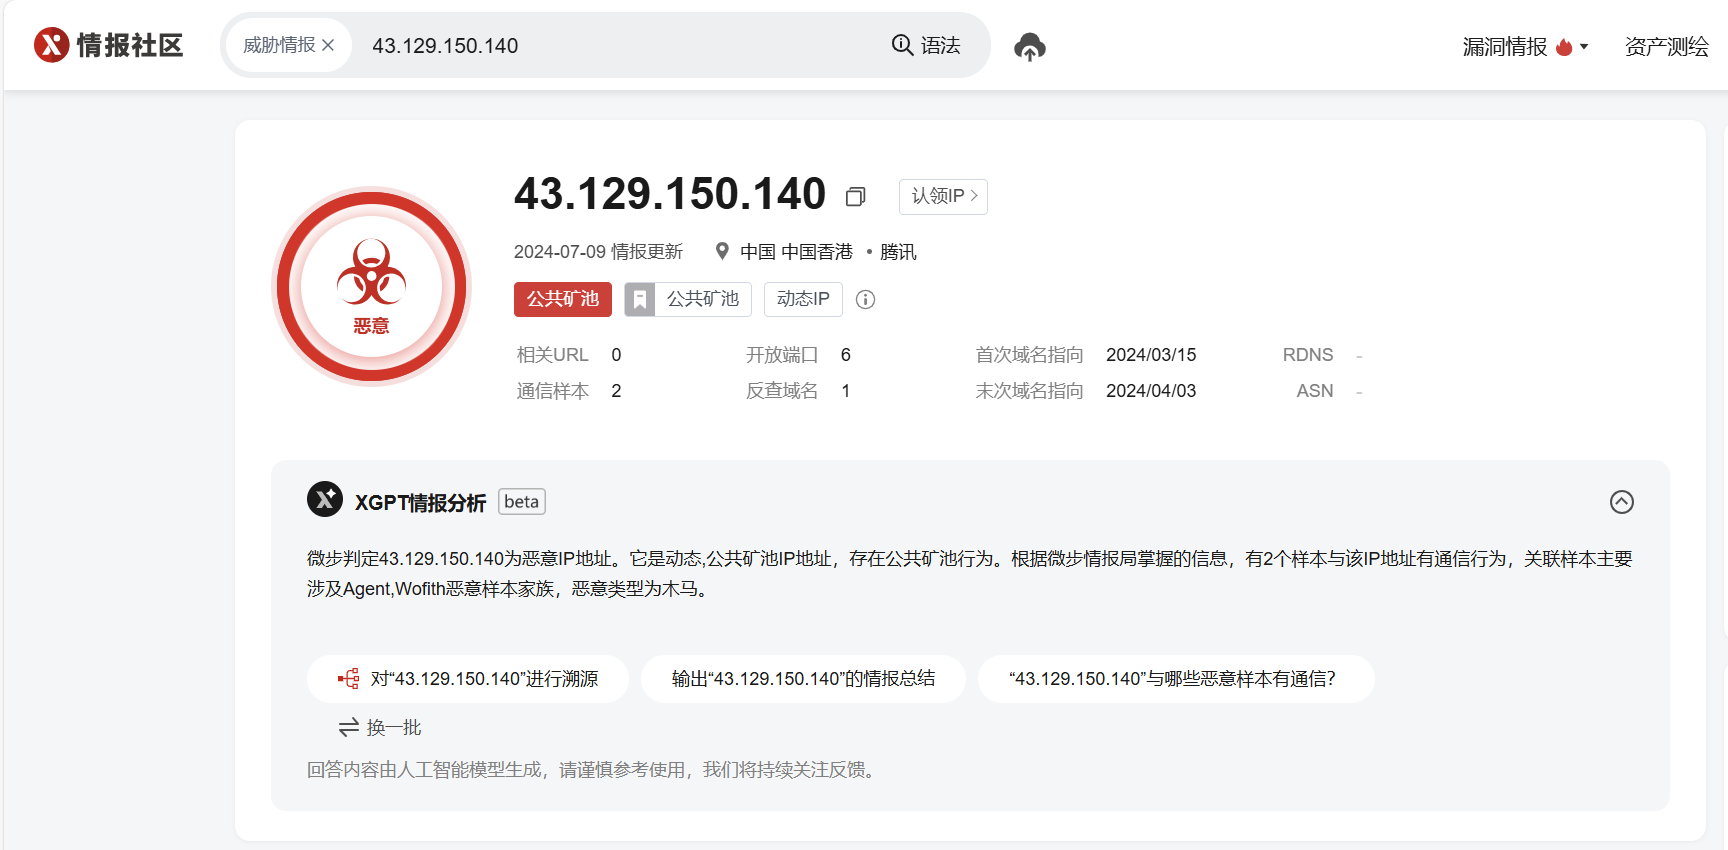 情报社区
威胁情报
43.129.150.140
语法
漏洞情报
资产测绘
恶意
43.129.150.140
认领IP
2024-07-09 情报更新
中国 中国香港 • 腾讯
公共矿池
公共矿池
动态IP
相关URL 0
开放端口 6
首次域名指向 2024/03/15
RDNS -
通信样本 2
反查域名 1
末次域名指向 2024/04/03
ASN -
XGPT情报分析 beta
微步判定43.129.150.140为恶意IP地址。它是动态,公共矿池IP地址，存在公共矿池行为。根据微步情报局掌握的信息，有2个样本与该IP地址有通信行为，关联样本主要
涉及Agent,Wofith恶意样本家族，恶意类型为木马。
对“43.129.150.140”进行溯源
输出“43.129.150.140”的情报总结
“43.129.150.140”与哪些恶意样本有通信?
换一批
回答内容由人工智能模型生成，请谨慎参考使用，我们将持续关注反馈。